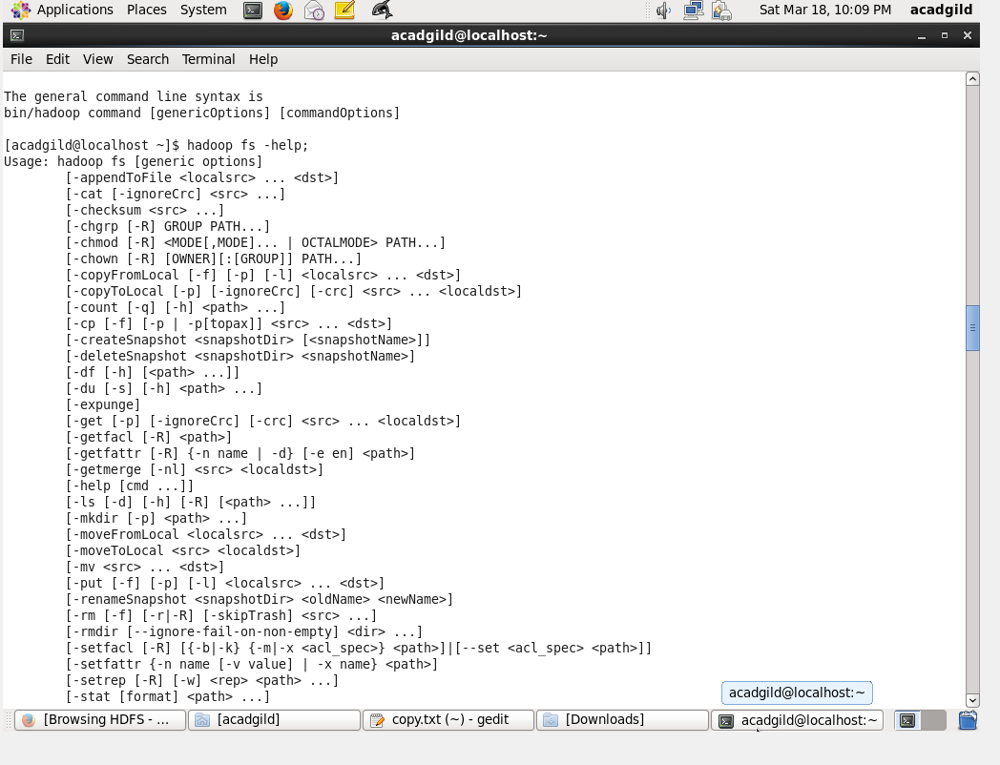 Applications Places System Sat Mar 18, 10:09 PM acadgild
acadgild@localhost:~
File Edit View Search Terminal Help
The general command line syntax is
bin/hadoop command [genericOptions] [commandOptions]
[acadgild@localhost ~]$ hadoop fs -help;
Usage: hadoop fs [generic options]
[-appendToFile <localsrc> ... <dst>]
[-cat [-ignoreCrc] <src> ...]
[-checksum <src> ...]
[-chgrp [-R] GROUP PATH...]
[-chmod [-R] <MODE[,MODE]... | OCTALMODE> PATH...]
[-chown [-R] [OWNER][:[GROUP]] PATH...]
[-copyFromLocal [-f] [-p] [-l] <localsrc> ... <dst>]
[-copyToLocal [-p] [-ignoreCrc] [-crc] <src> ... <localdst>]
[-count [-q] [-h] <path> ...]
[-cp [-f] [-p | -p[topax]] <src> ... <dst>]
[-createSnapshot <snapshotDir> [<snapshotName>]]
[-deleteSnapshot <snapshotDir> <snapshotName>]
[-df [-h] [<path> ...]]
[-du [-s] [-h] <path> ...]
[-expunge]
[-get [-p] [-ignoreCrc] [-crc] <src> ... <localdst>]
[-getfacl [-R] <path>]
[-getfattr [-R] {-n name | -d} [-e en] <path>]
[-getmerge [-nl] <src> <localdst>]
[-help [cmd ...]]
[-ls [-d] [-h] [-R] [<path> ...]]
[-mkdir [-p] <path> ...]
[-moveFromLocal <localsrc> ... <dst>]
[-moveToLocal <src> <localdst>]
[-mv <src> ... <dst>]
[-put [-f] [-p] [-l] <localsrc> ... <dst>]
[-renameSnapshot <snapshotDir> <oldName> <newName>]
[-rm [-f] [-r|-R] [-skipTrash] <src> ...]
[-rmdir [--ignore-fail-on-non-empty] <dir> ...]
[-setfacl [-R] [{-b|-k} {-m|-x <acl_spec>} <path>]|[--set <acl_spec> <path>]]
[-setfattr {-n name [-v value] | -x name} <path>]
[-setrep [-R] [-w] <rep> <path> ...]
[-stat [format] <path> ...]
acadgild@localhost:~
[Browsing HDFS - ... [acadgild] copy.txt (~) - gedit [Downloads] acadgild@localhost:~